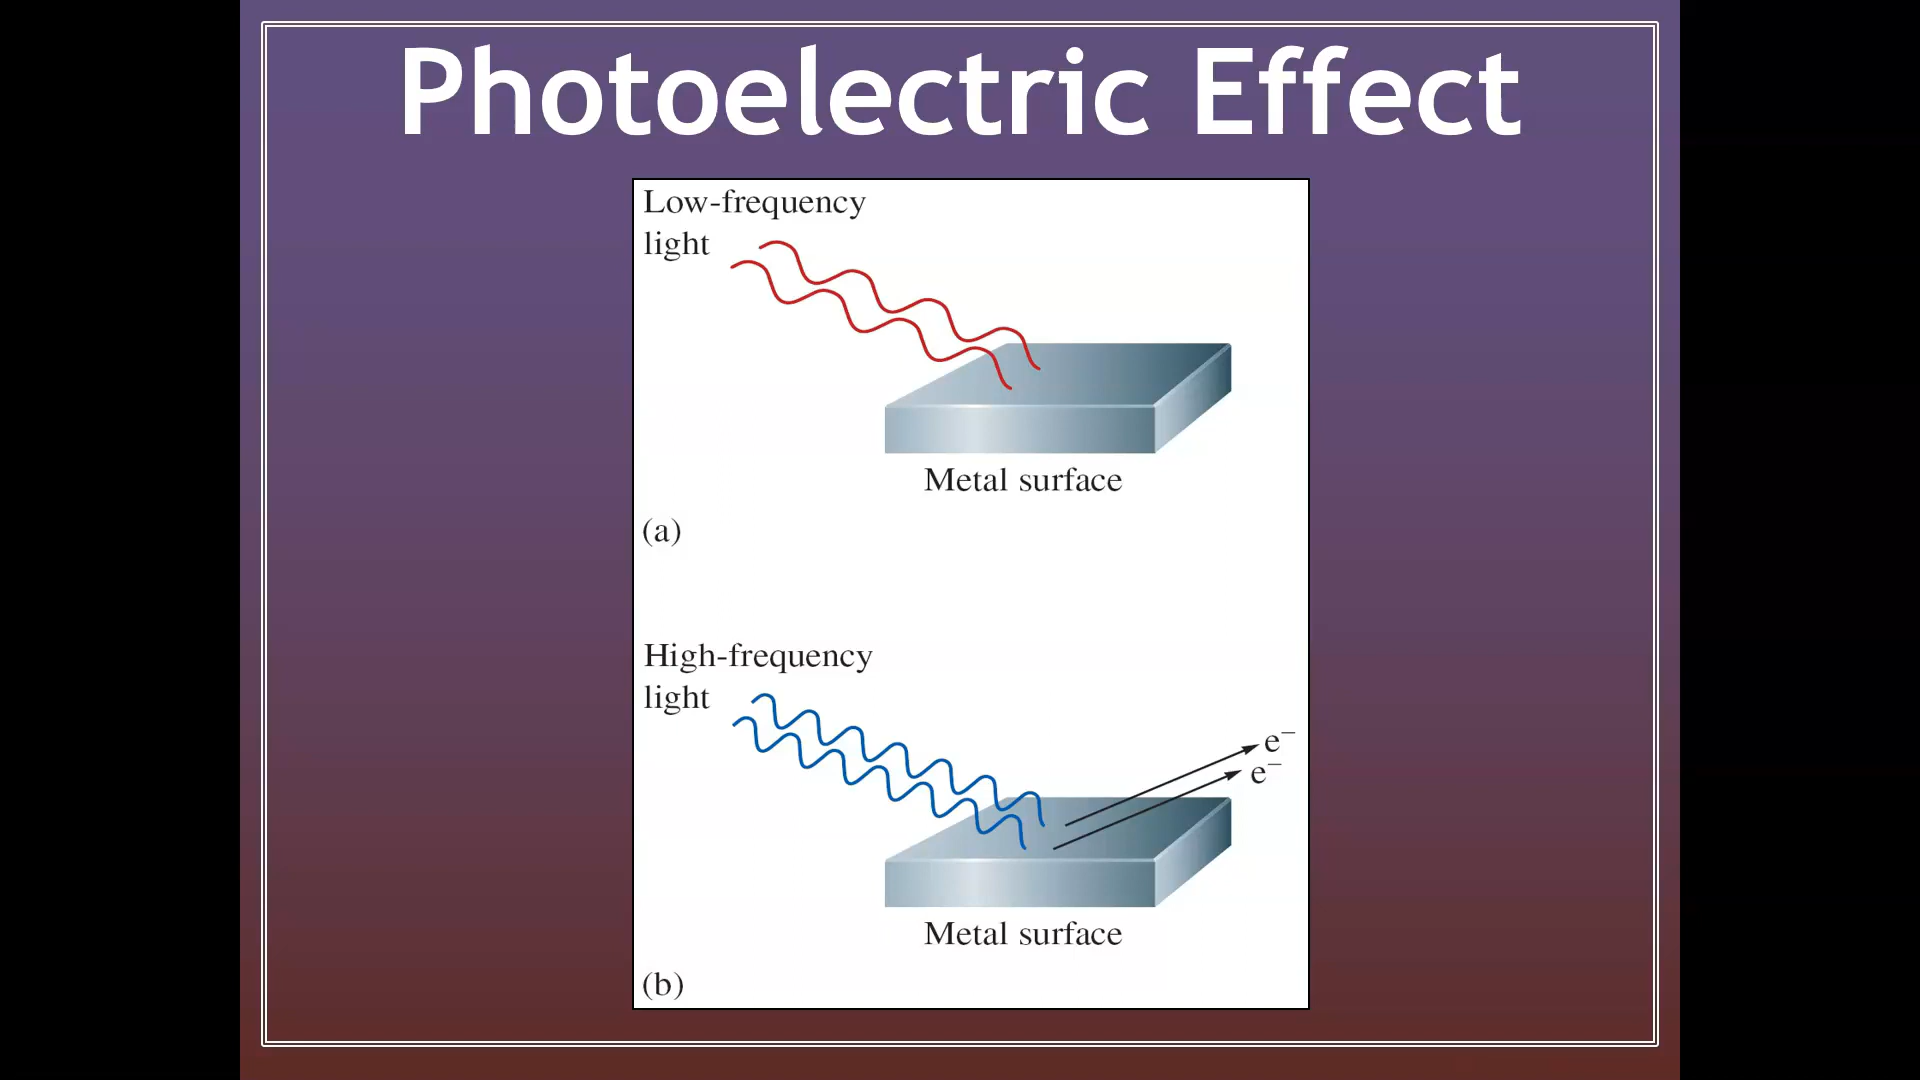 Photoelectric Effect
Low-frequency
light
Metal surface
(a)
High-frequency
light
e⁻
e⁻
Metal surface
(b)